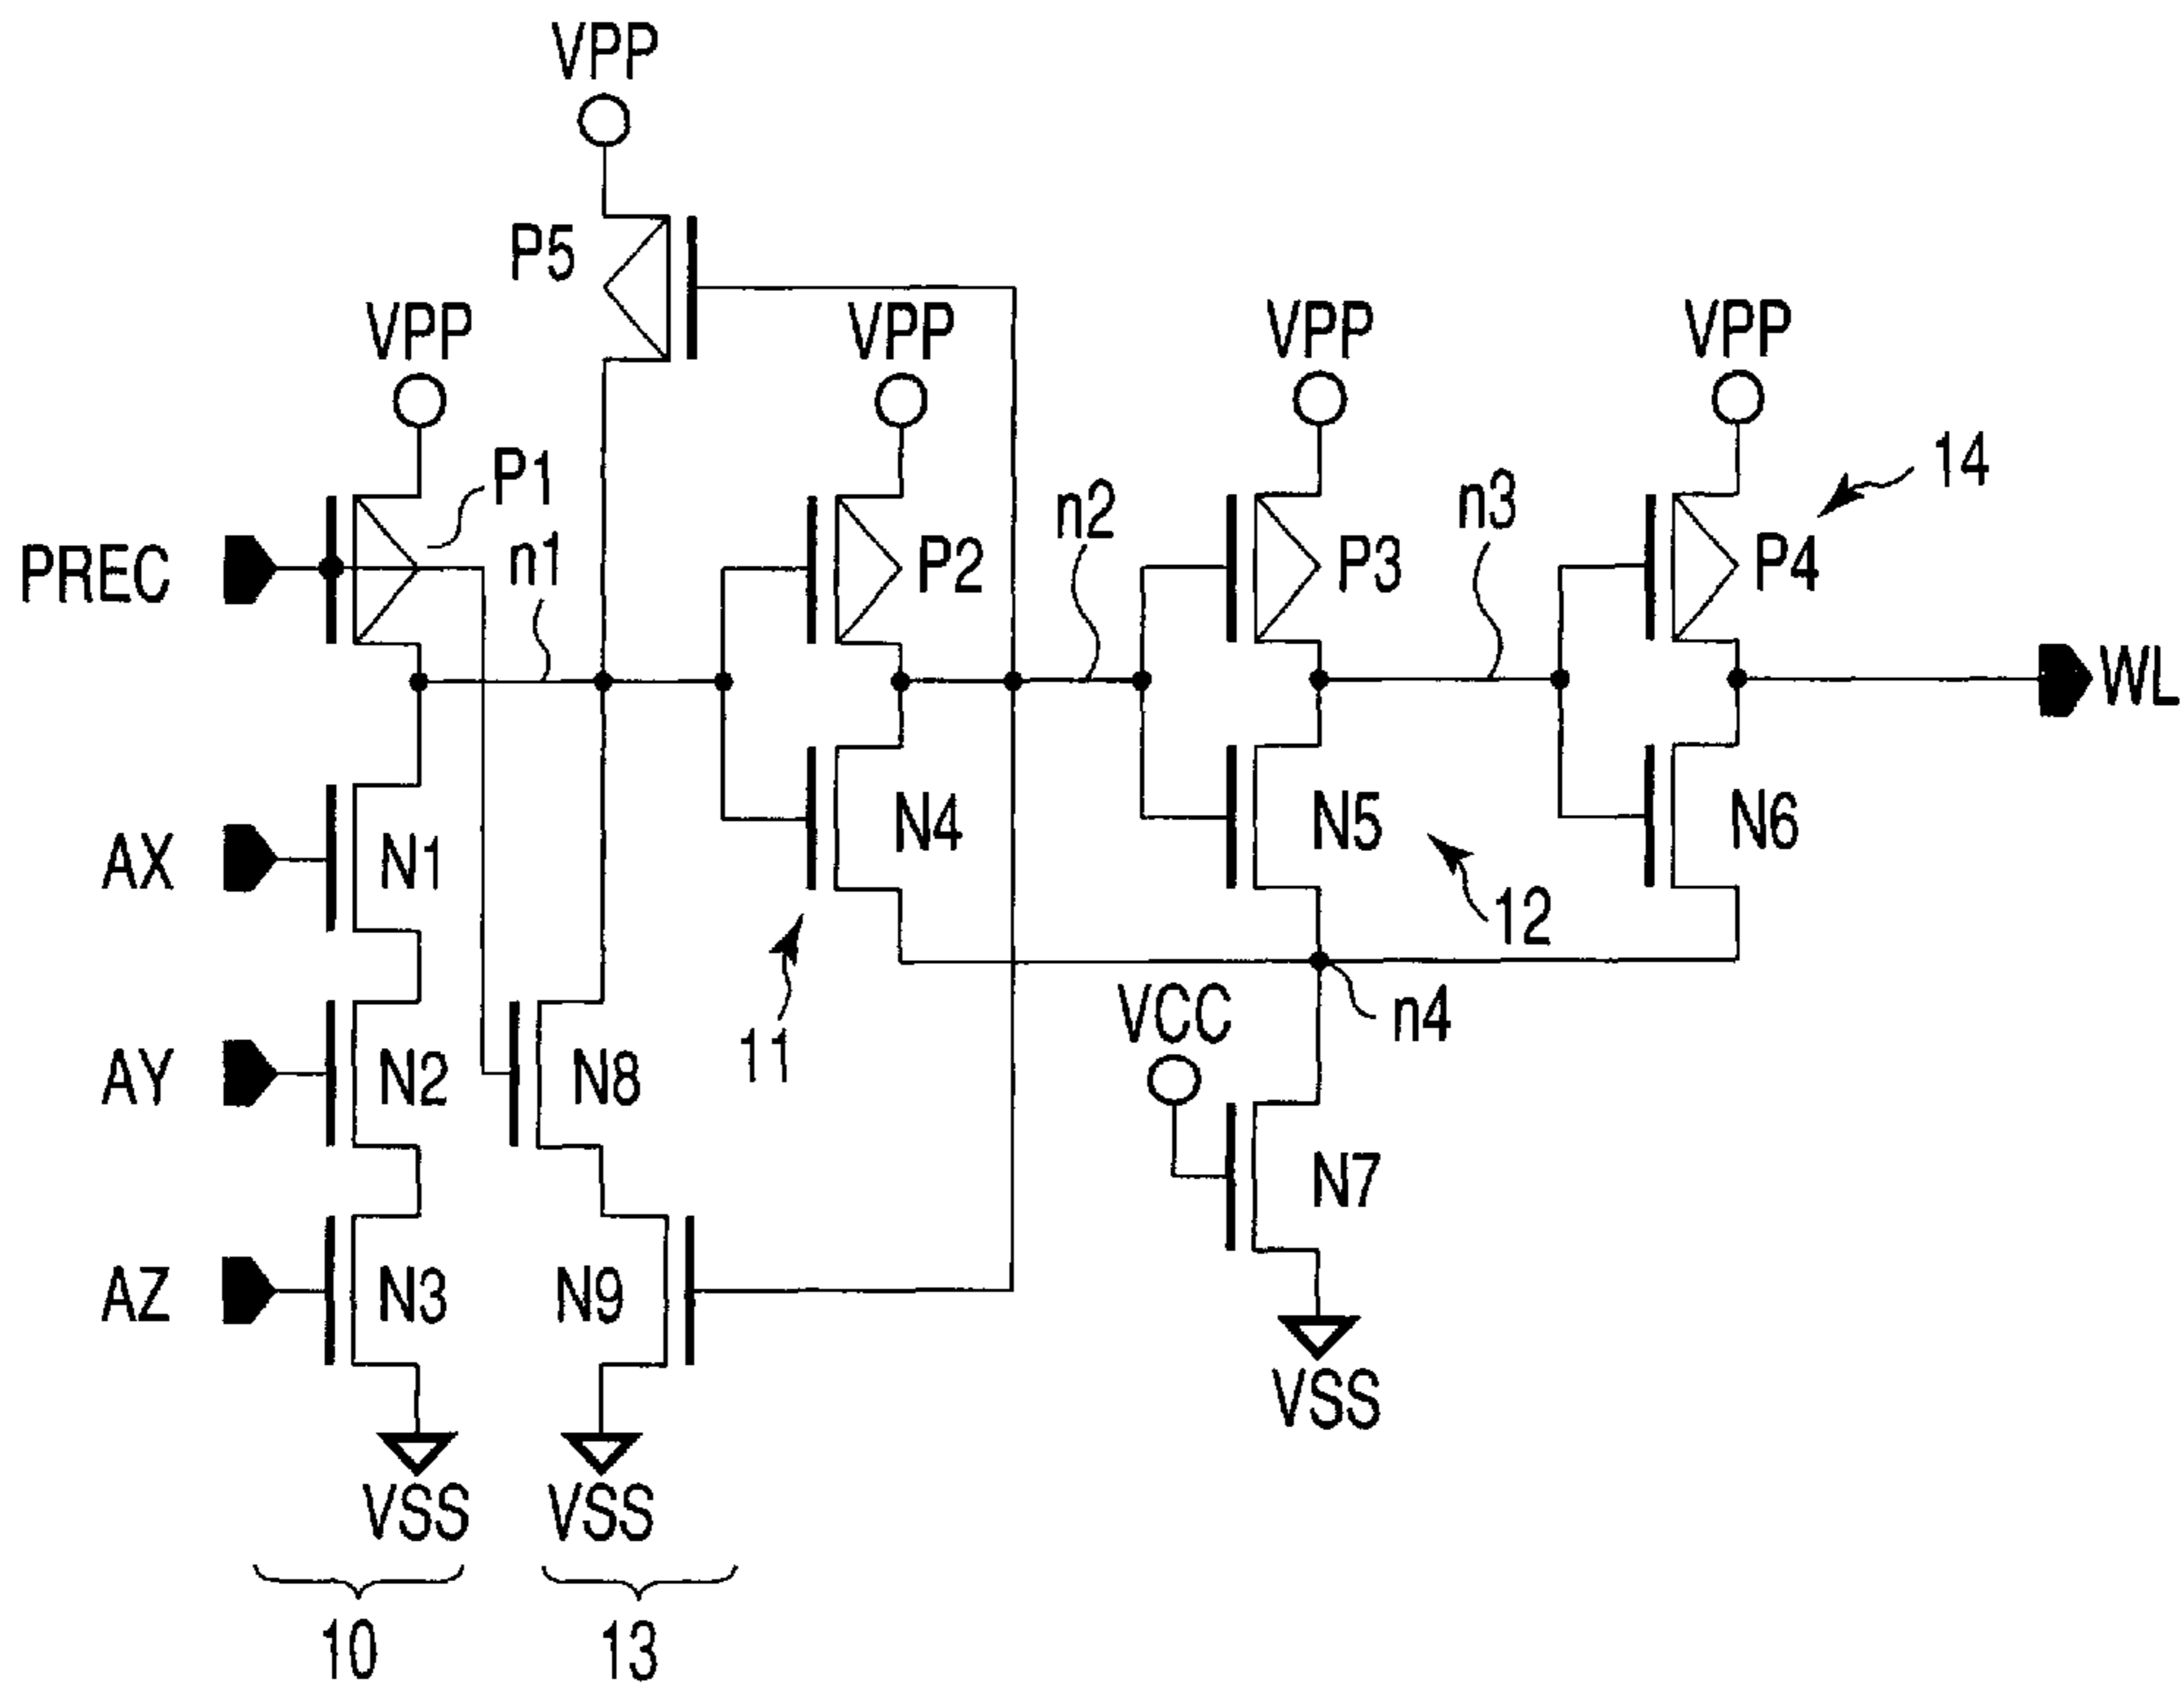 VPP
P5
VPP
VPP
VPP
VPP
P1
14
n1
n2
n3
PREC
P2
P3
P4
WL
AX
N1
N4
N5
N6
12
11
VCC
n4
AY
N2
N8
N7
AZ
N3
N9
VSS
VSS
VSS
10
13